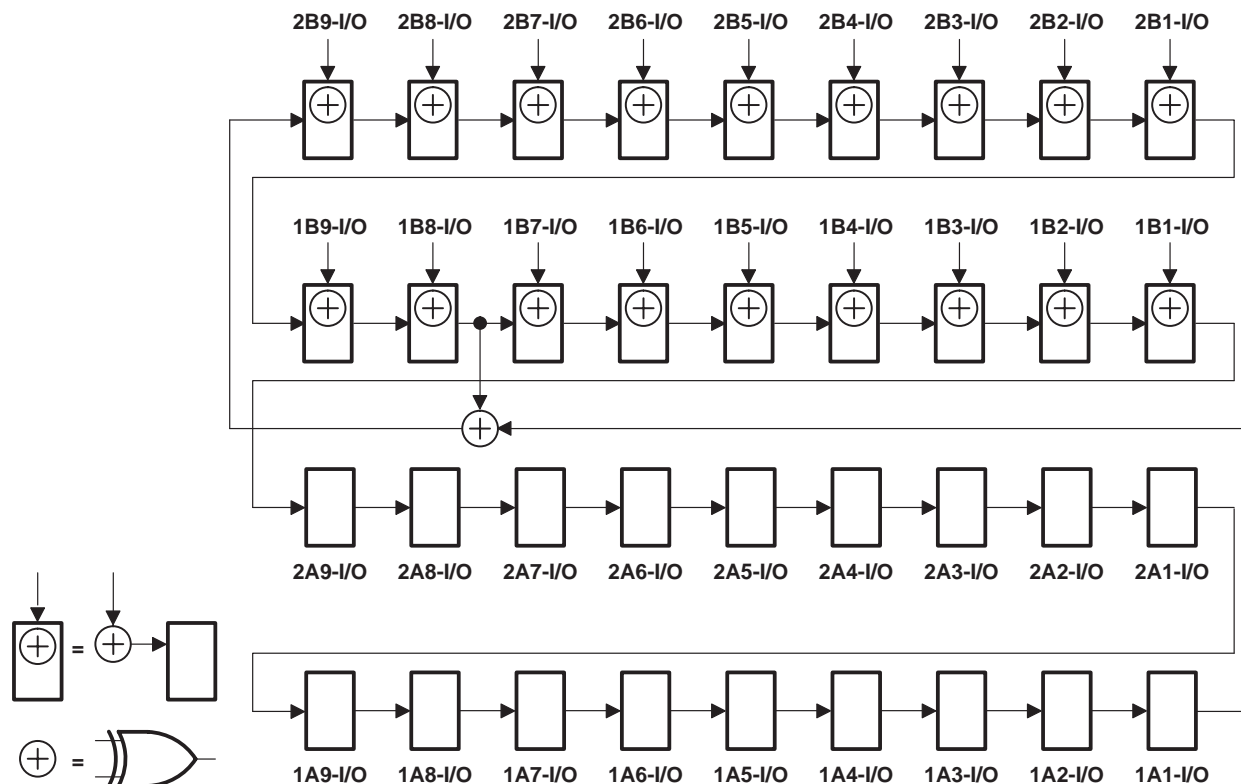 2B9-I/O 2B8-I/O 2B7-I/O 2B6-I/O 2B5-I/O 2B4-I/O 2B3-I/O 2B2-I/O 2B1-I/O
1B9-I/O 1B8-I/O 1B7-I/O 1B6-I/O 1B5-I/O 1B4-I/O 1B3-I/O 1B2-I/O 1B1-I/O
2A9-I/O 2A8-I/O 2A7-I/O 2A6-I/O 2A5-I/O 2A4-I/O 2A3-I/O 2A2-I/O 2A1-I/O
=
=
1A9-I/O 1A8-I/O 1A7-I/O 1A6-I/O 1A5-I/O 1A4-I/O 1A3-I/O 1A2-I/O 1A1-I/O